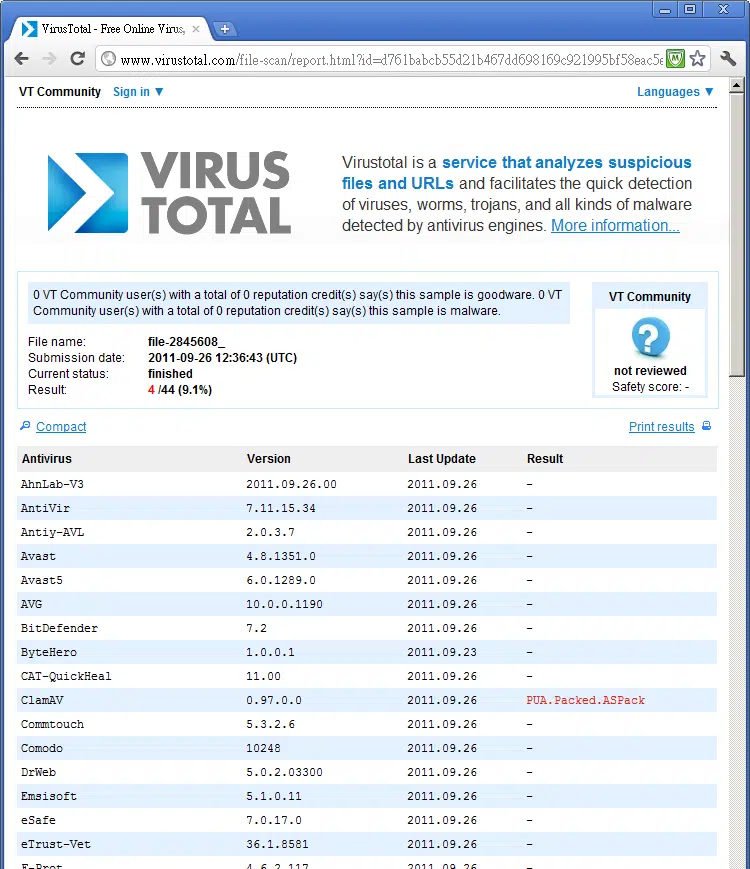 VirusTotal - Free Online Virus,
www.virustotal.com/file-scan/report.html?id=d761babcb55d21b467dd698169c921995bf58eac5e
VT Community Sign in ▼ Languages ▼
VIRUS
TOTAL
Virustotal is a service that analyzes suspicious
files and URLs and facilitates the quick detection
of viruses, worms, trojans, and all kinds of malware
detected by antivirus engines. More information...
0 VT Community user(s) with a total of 0 reputation credit(s) say(s) this sample is goodware. 0 VT
Community user(s) with a total of 0 reputation credit(s) say(s) this sample is malware.
File name: file-2845608_
Submission date: 2011-09-26 12:36:43 (UTC)
Current status: finished
Result: 4 /44 (9.1%)
VT Community
?
not reviewed
Safety score: -
Compact Print results
Antivirus Version Last Update Result
AhnLab-V3 2011.09.26.00 2011.09.26 -
AntiVir 7.11.15.34 2011.09.26 -
Antiy-AVL 2.0.3.7 2011.09.26 -
Avast 4.8.1351.0 2011.09.26 -
Avast5 6.0.1289.0 2011.09.26 -
AVG 10.0.0.1190 2011.09.26 -
BitDefender 7.2 2011.09.26 -
ByteHero 1.0.0.1 2011.09.23 -
CAT-QuickHeal 11.00 2011.09.26 -
ClamAV 0.97.0.0 2011.09.26 PUA.Packed.ASPack
Commtouch 5.3.2.6 2011.09.26 -
Comodo 10248 2011.09.26 -
DrWeb 5.0.2.03300 2011.09.26 -
Emsisoft 5.1.0.11 2011.09.26 -
eSafe 7.0.17.0 2011.09.26 -
eTrust-Vet 36.1.8581 2011.09.26 -
F-Prot 4.6.2.117 2011.09.26 -